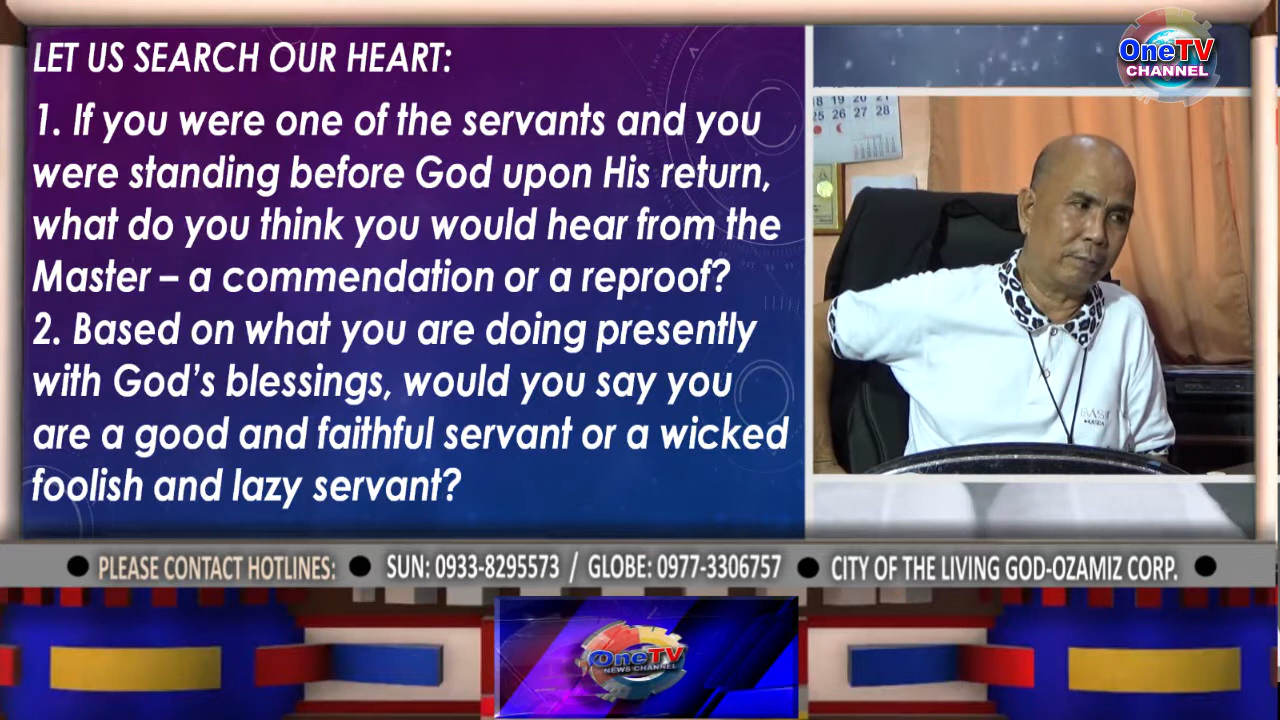 LET US SEARCH OUR HEART:
1. If you were one of the servants and you
were standing before God upon His return,
what do you think you would hear from the
Master – a commendation or a reproof?
2. Based on what you are doing presently
with God's blessings, would you say you
are a good and faithful servant or a wicked
foolish and lazy servant?
OneTV
CHANNEL
18 19 20 21
25 26 27 28
● PLEASE CONTACT HOTLINES: ● SUN: 0933-8295573 / GLOBE: 0977-3306757 ● CITY OF THE LIVING GOD-OZAMIZ CORP. ●
OneTV
NEWS CHANNEL